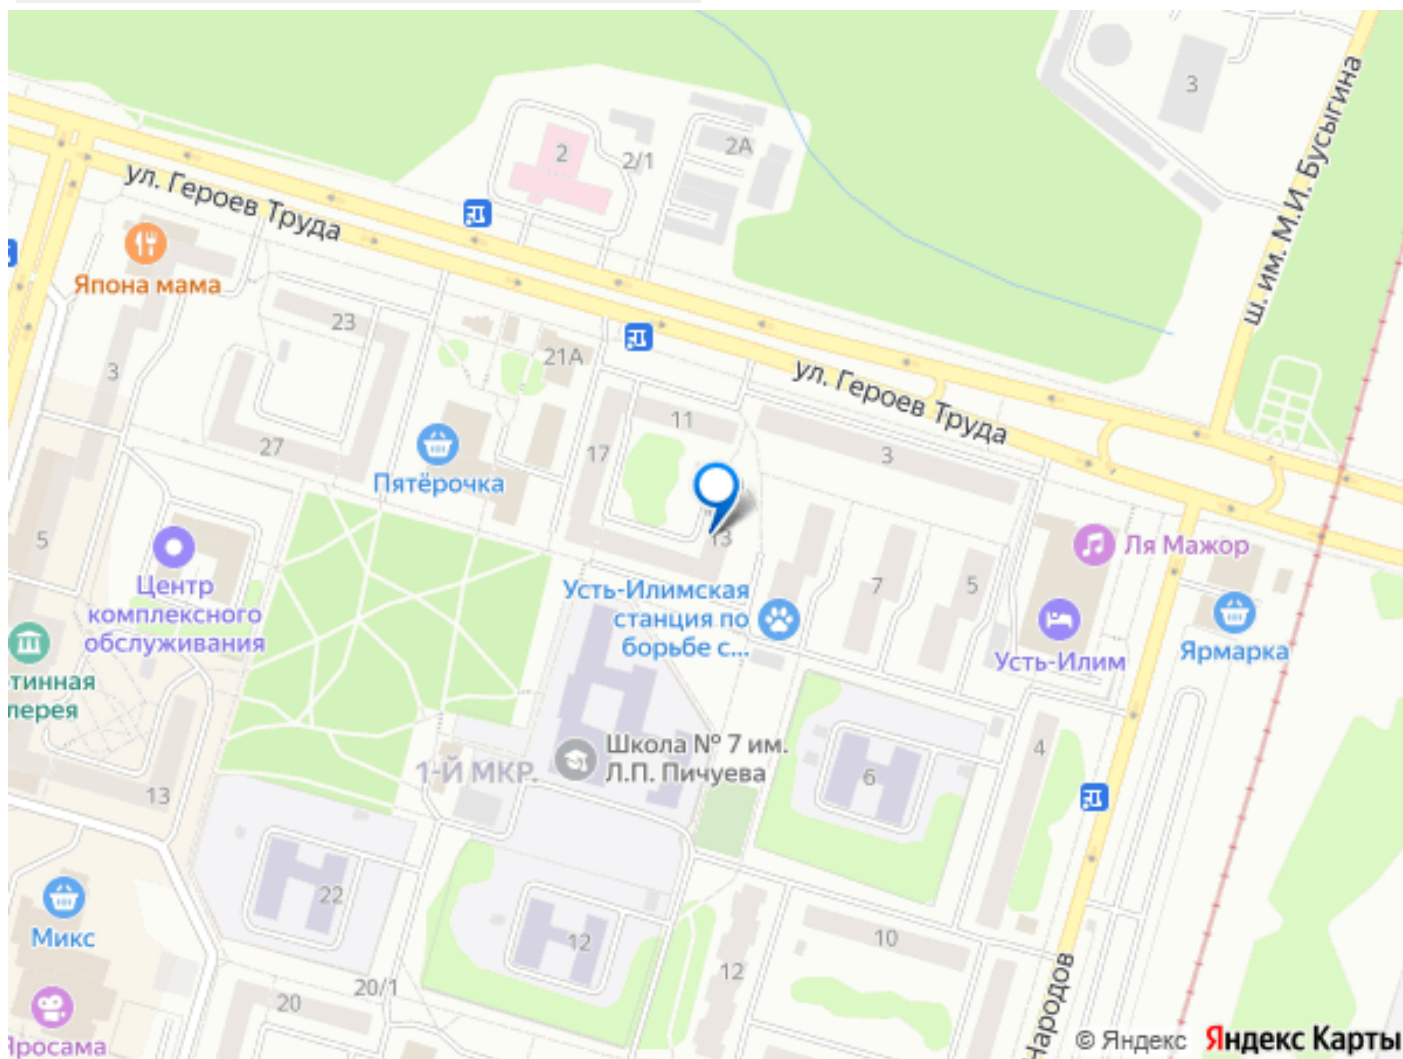 3
ш. им. М.И. Бусыгина
2
2/1
2А
ул. Героев Труда
Япона мама
23
21А
3
ул. Героев Труда
11
17
27
3
Пятёрочка
13
5
Ля Мажор
Центр
комплексного
обслуживания
Усть-Илимская
станция по
борьбе с...
7
5
Усть-Илим
Ярмарка
тинная
лерея
Школа № 7 им.
Л.П. Пичуева
1-Й МКР.
4
6
13
22
Микс
12
10
12
20/1
20
Народов
Яросама
© Яндекс Яндекс Карты